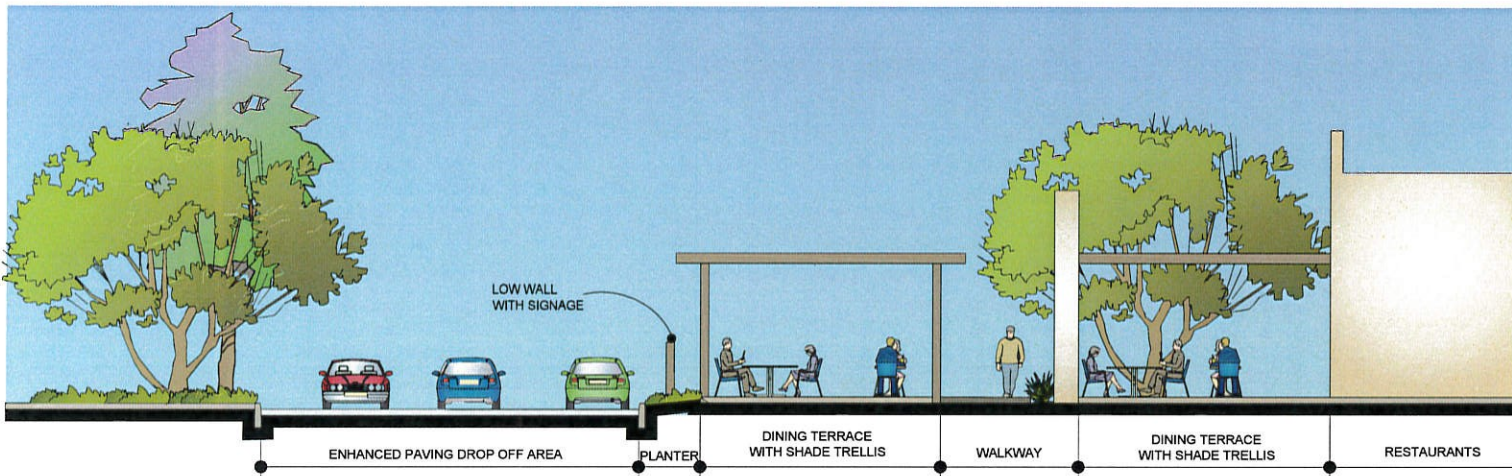 LOW WALL
WITH SIGNAGE
ENHANCED PAVING DROP OFF AREA
PLANTER
DINING TERRACE
WITH SHADE TRELLIS
WALKWAY
DINING TERRACE
WITH SHADE TRELLIS
RESTAURANTS